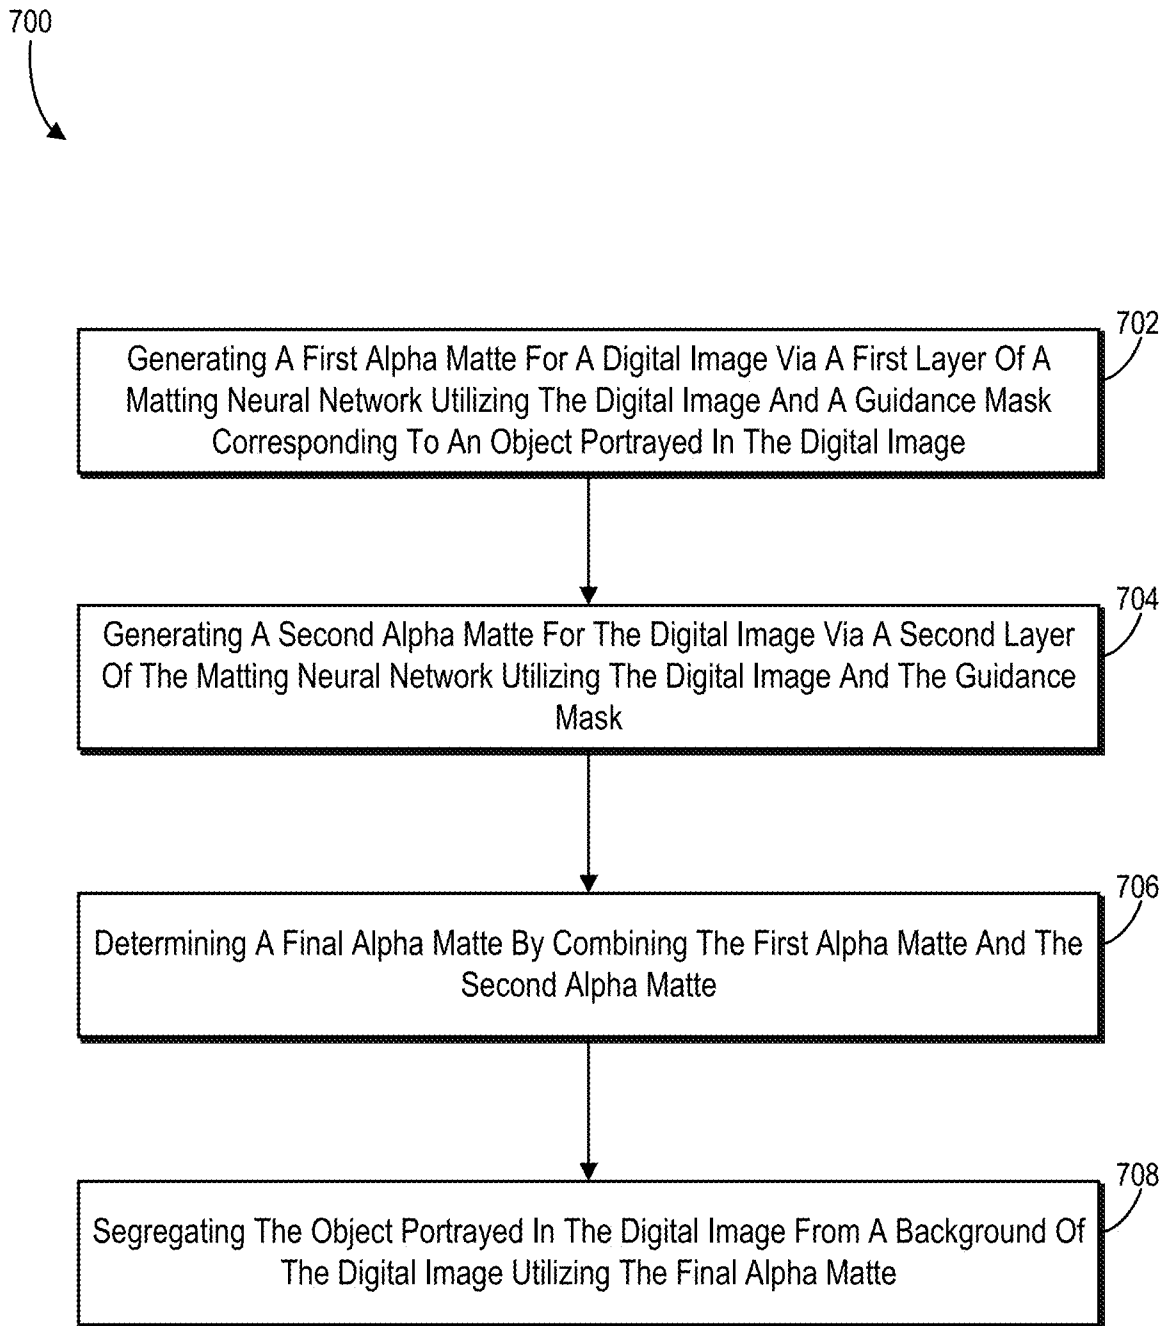 700
702
Generating A First Alpha Matte For A Digital Image Via A First Layer Of A
Matting Neural Network Utilizing The Digital Image And A Guidance Mask
Corresponding To An Object Portrayed In The Digital Image
704
Generating A Second Alpha Matte For The Digital Image Via A Second Layer
Of The Matting Neural Network Utilizing The Digital Image And The Guidance
Mask
706
Determining A Final Alpha Matte By Combining The First Alpha Matte And The
Second Alpha Matte
708
Segregating The Object Portrayed In The Digital Image From A Background Of
The Digital Image Utilizing The Final Alpha Matte